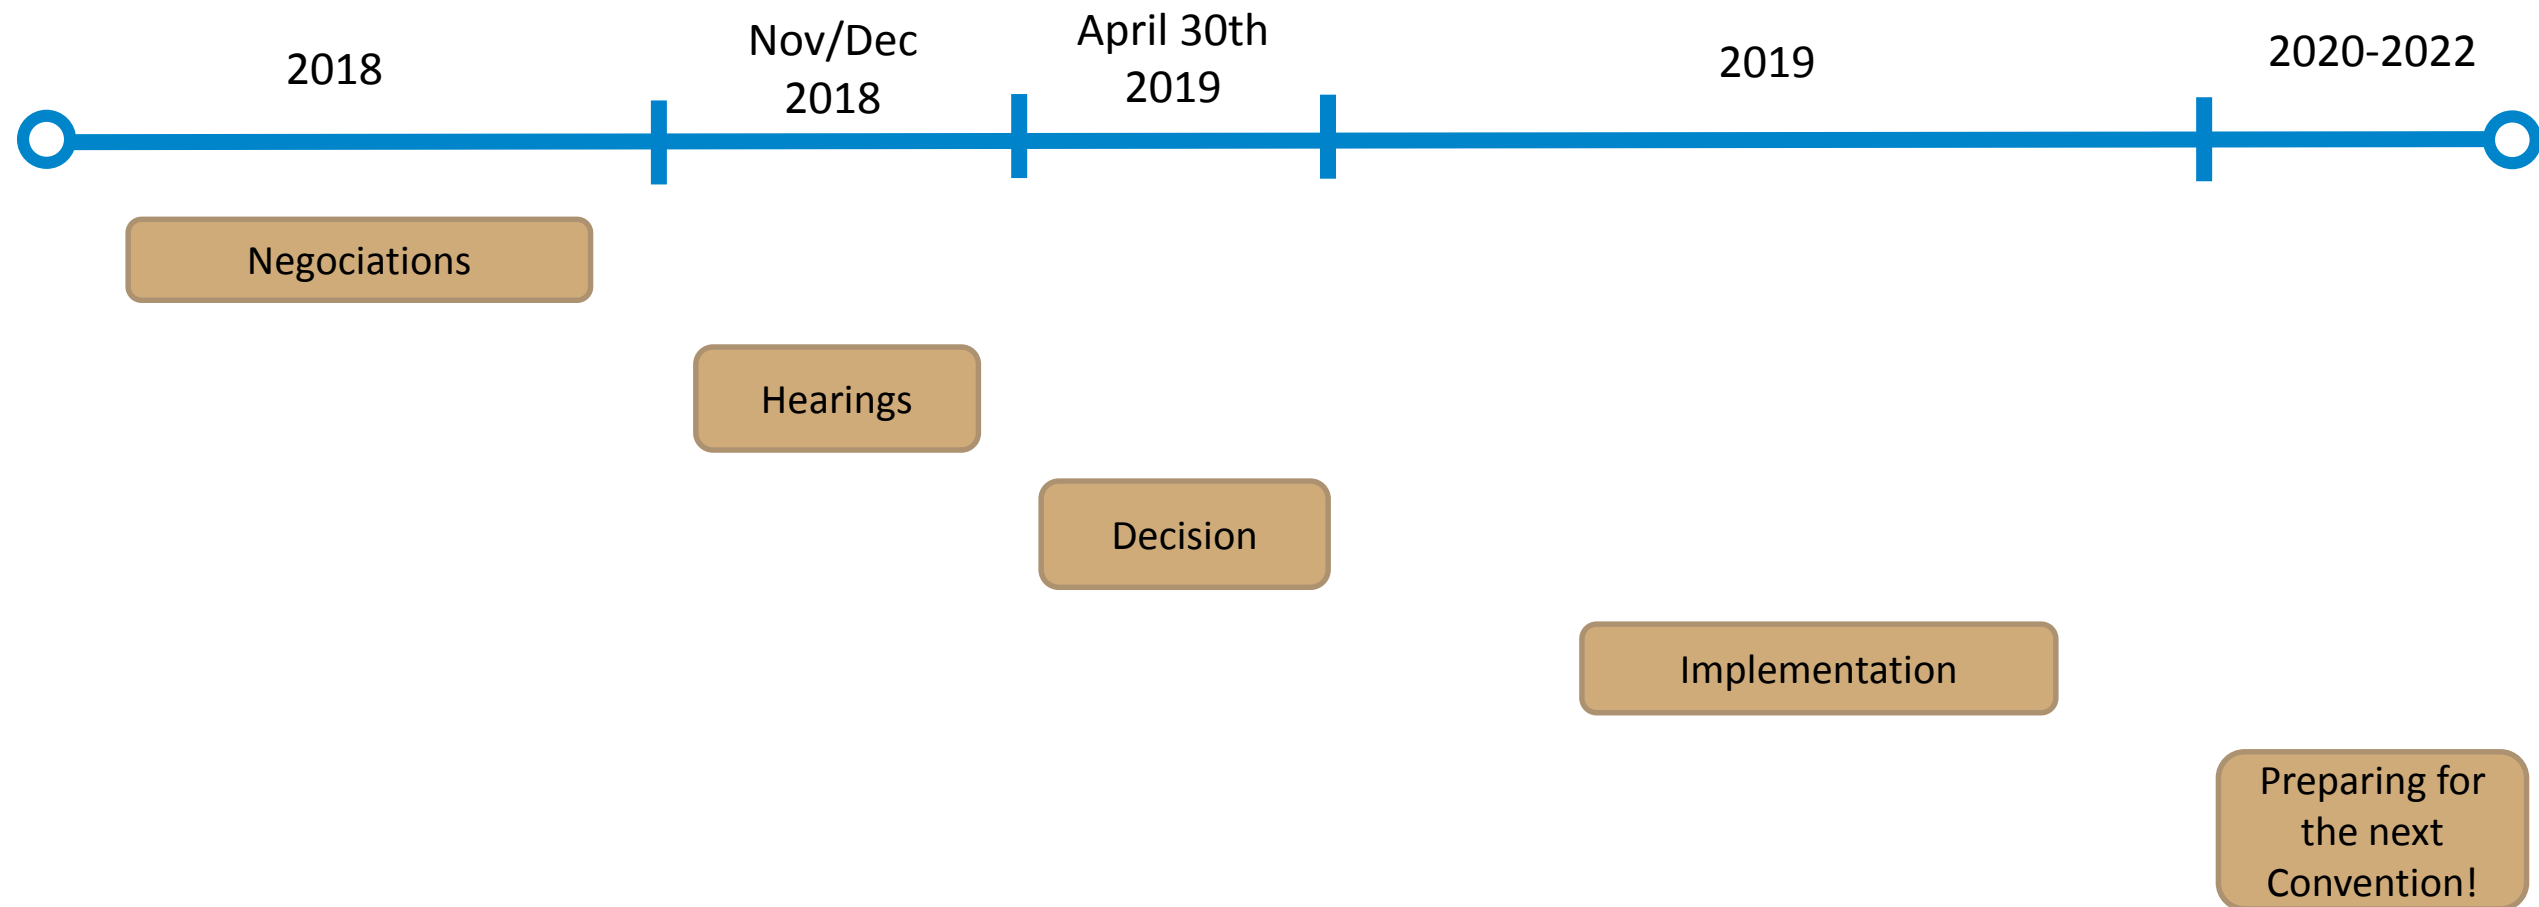 2018
Nov/Dec
2018
April 30th
2019
2019
2020-2022
Negociations
Hearings
Decision
Implementation
Preparing for
the next
Convention!